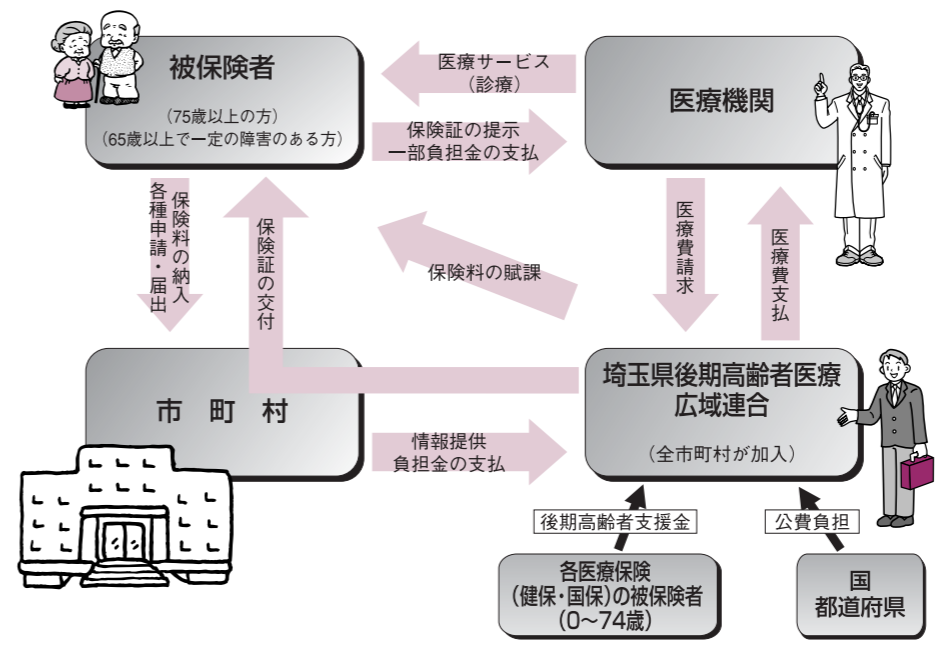 被保険者
(75歳以上の方)
(65歳以上で一定の障害のある方)
医療サービス
(診療)
保険証の提示
一部負担金の支払
医療機関
保険料の納入
各種申請・届出
保険証の交付
保険料の賦課
医療費請求
医療費支払
市町村
情報提供
負担金の支払
埼玉県後期高齢者医療
広域連合
(全市町村が加入)
後期高齢者支援金
公費負担
各医療保険
(健保・国保)の被保険者
(0〜74歳)
国
都道府県